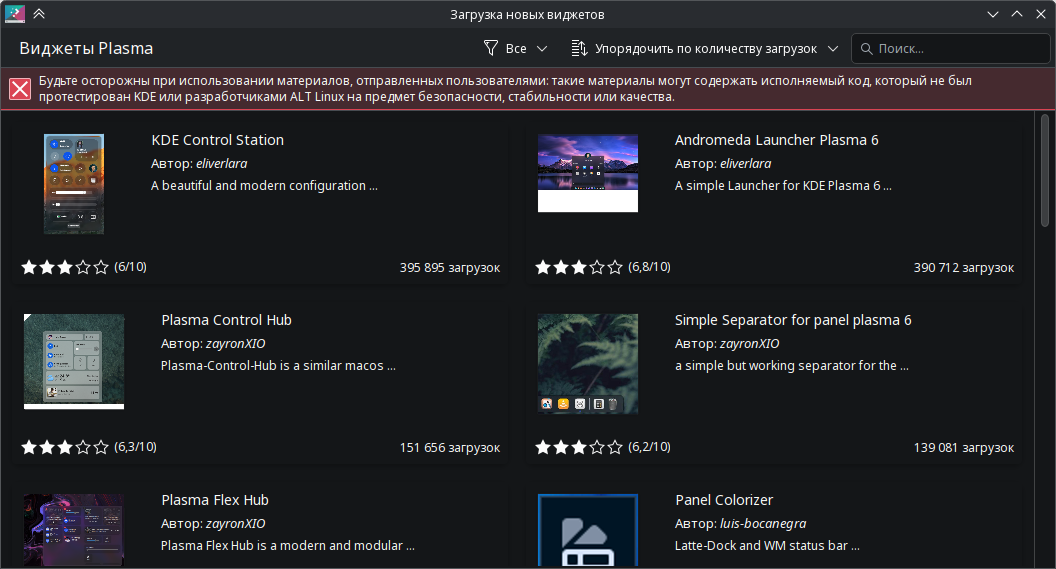 Загрузка новых виджетов
Виджеты Plasma
Все
Упорядочить по количеству загрузок
Поиск...
Будьте осторожны при использовании материалов, отправленных пользователями: такие материалы могут содержать исполняемый код, который не был
протестирован KDE или разработчиками ALT Linux на предмет безопасности, стабильности или качества.
KDE Control Station
Автор: eliverlara
A beautiful and modern configuration ...
(6/10)
395 895 загрузок
Andromeda Launcher Plasma 6
Автор: eliverlara
A simple Launcher for KDE Plasma 6 ...
(6,8/10)
390 712 загрузок
Plasma Control Hub
Автор: zayronXIO
Plasma-Control-Hub is a similar macos ...
(6,3/10)
151 656 загрузок
Simple Separator for panel plasma 6
Автор: zayronXIO
a simple but working separator for the ...
(6,2/10)
139 081 загрузок
Plasma Flex Hub
Автор: zayronXIO
Plasma Flex Hub is a modern and modular ...
Panel Colorizer
Автор: luis-bocanegra
Latte-Dock and WM status bar ...